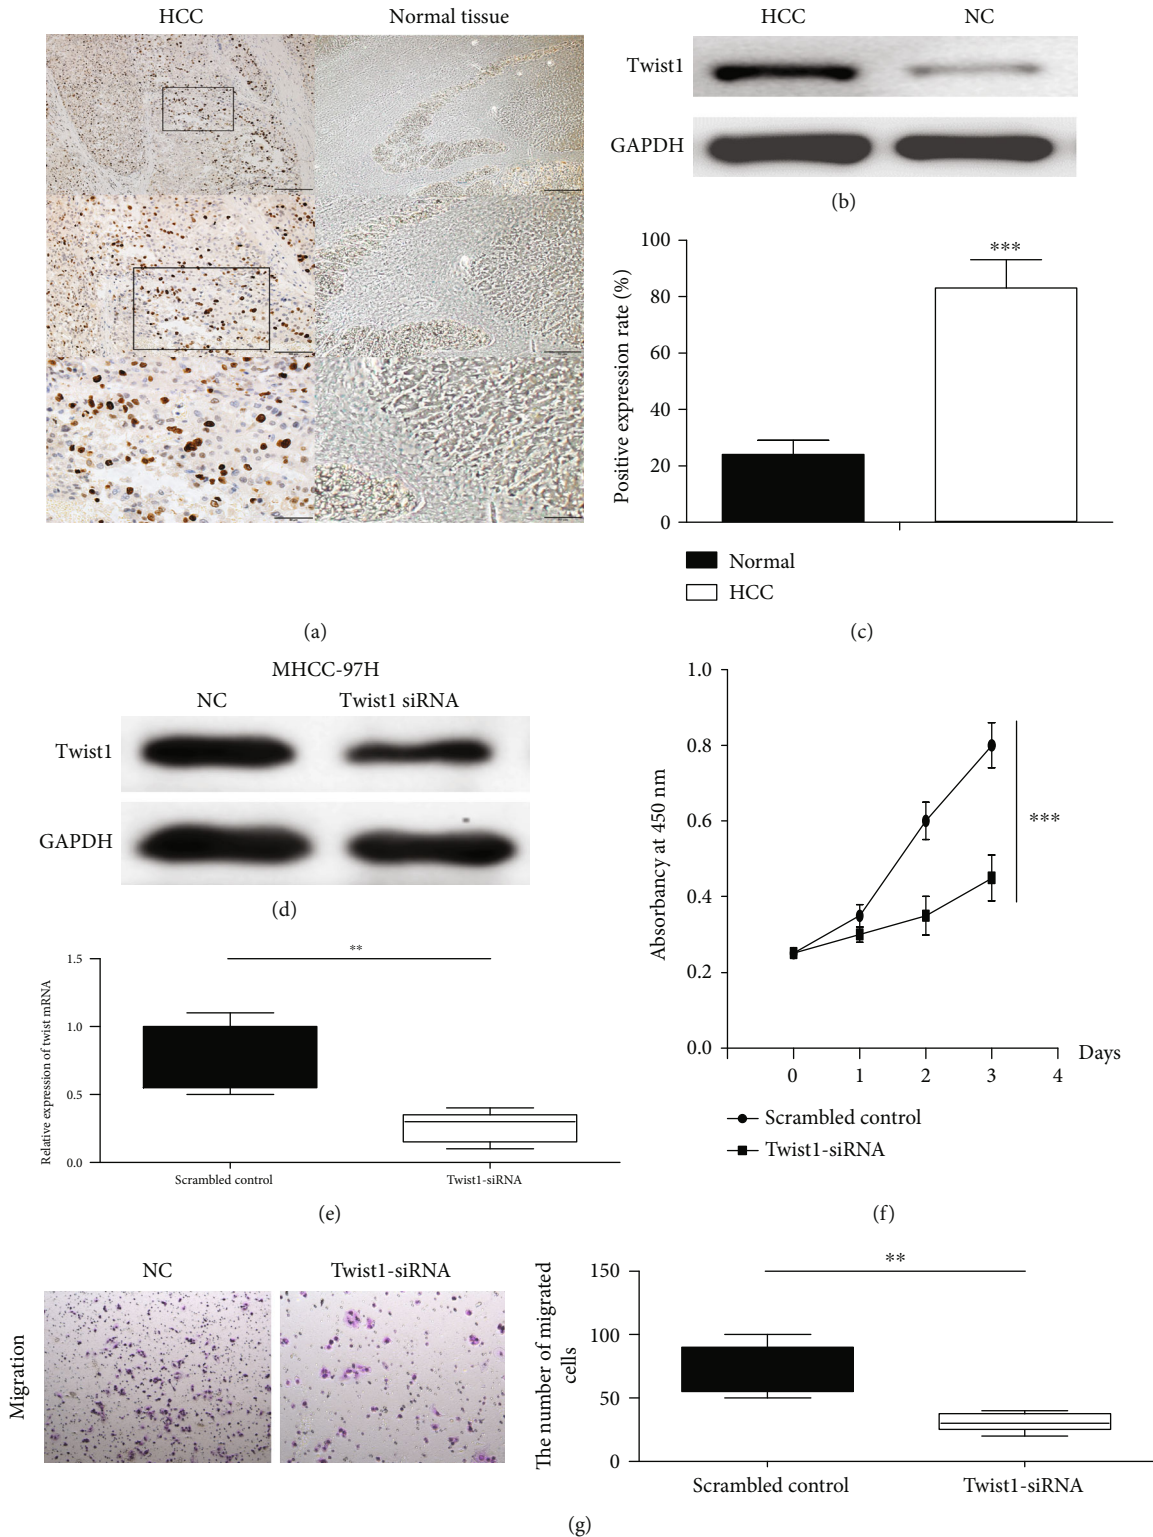 HCC Normal tissue
(a)
HCC NC
Twist1
GAPDH
(b)
Positive expression rate (%)
100
80
60
40
20
0
***
Normal
HCC
(c)
MHCC-97H
NC Twist1 siRNA
Twist1
GAPDH
(d)
Relative expression of twist mRNA
1.5
1.0
0.5
0.0
**
Scrambled control Twist1-siRNA
(e)
Absorbancy at 450 nm
1.0
0.8
0.6
0.4
0.2
0.0
***
0 1 2 3 4
Days
Scrambled control
Twist1-siRNA
(f)
NC Twist1-siRNA
Migration
The number of migrated
cells
150
100
50
0
**
Scrambled control Twist1-siRNA
(g)